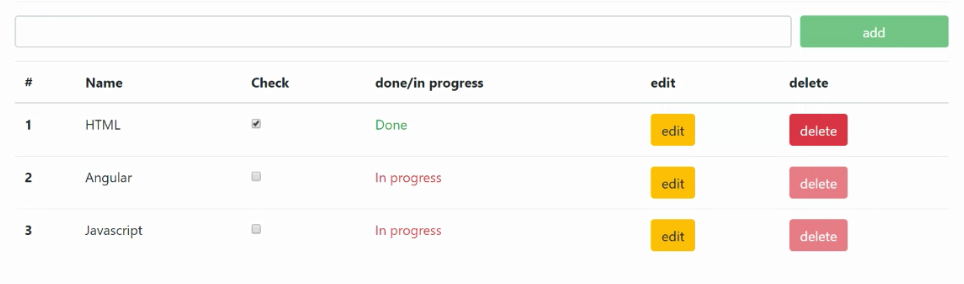 add
# Name Check done/in progress edit delete
1 HTML Done edit delete
2 Angular In progress edit delete
3 Javascript In progress edit delete